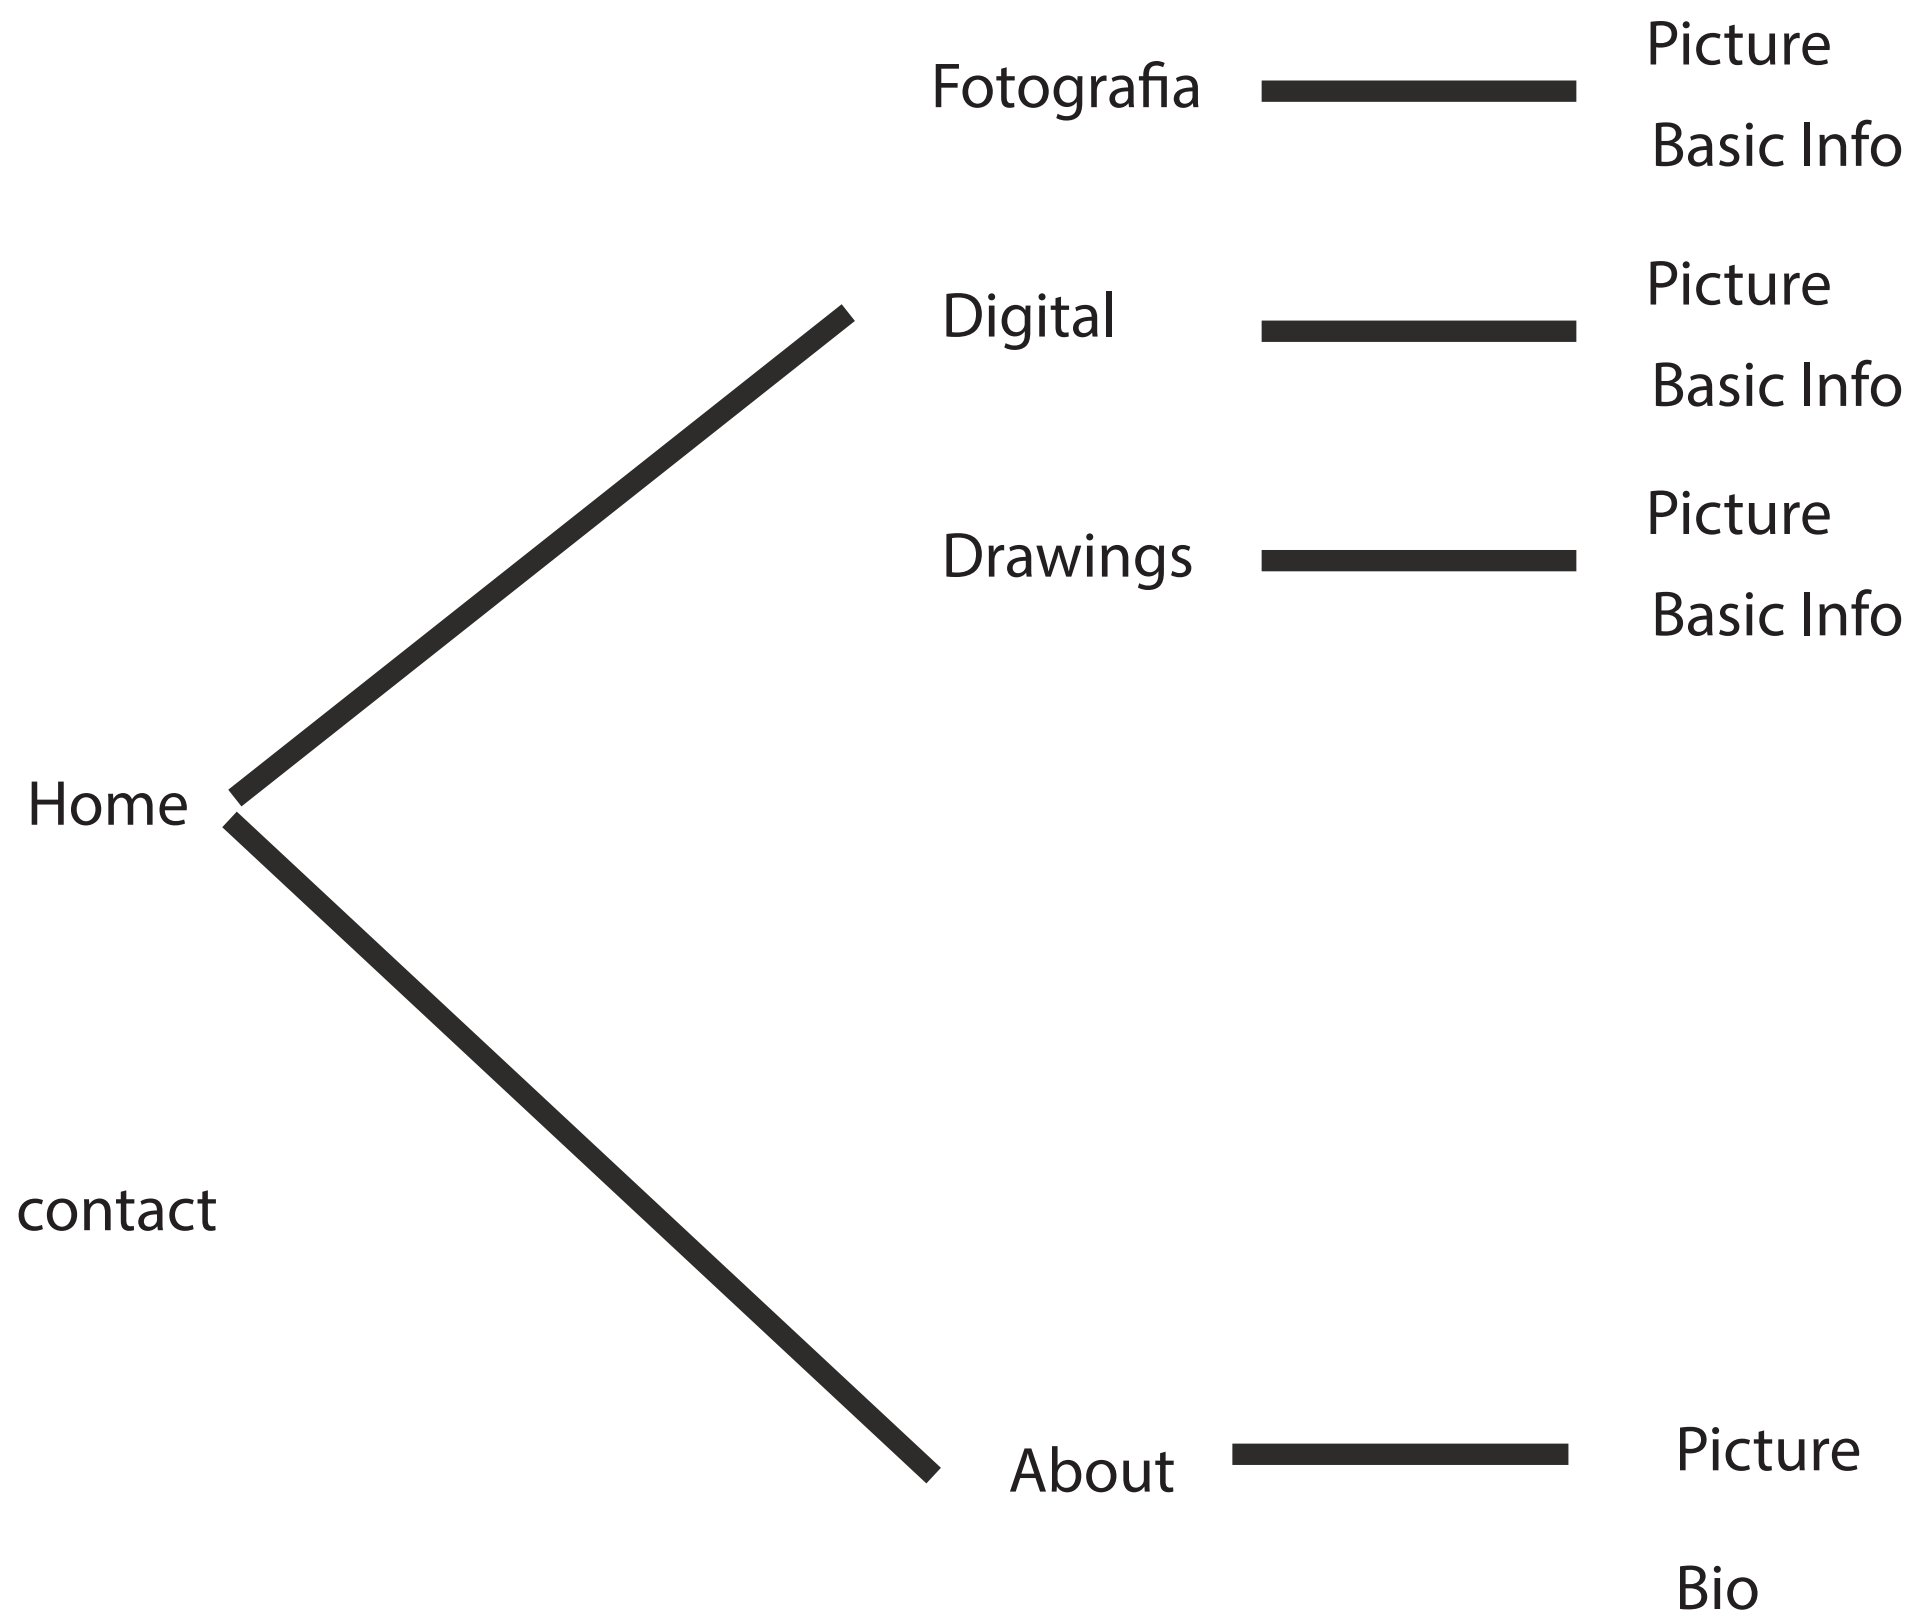 Picture
Fotografia
Basic Info
Picture
Digital
Basic Info
Picture
Drawings
Basic Info
Home
contact
Picture
About
Bio